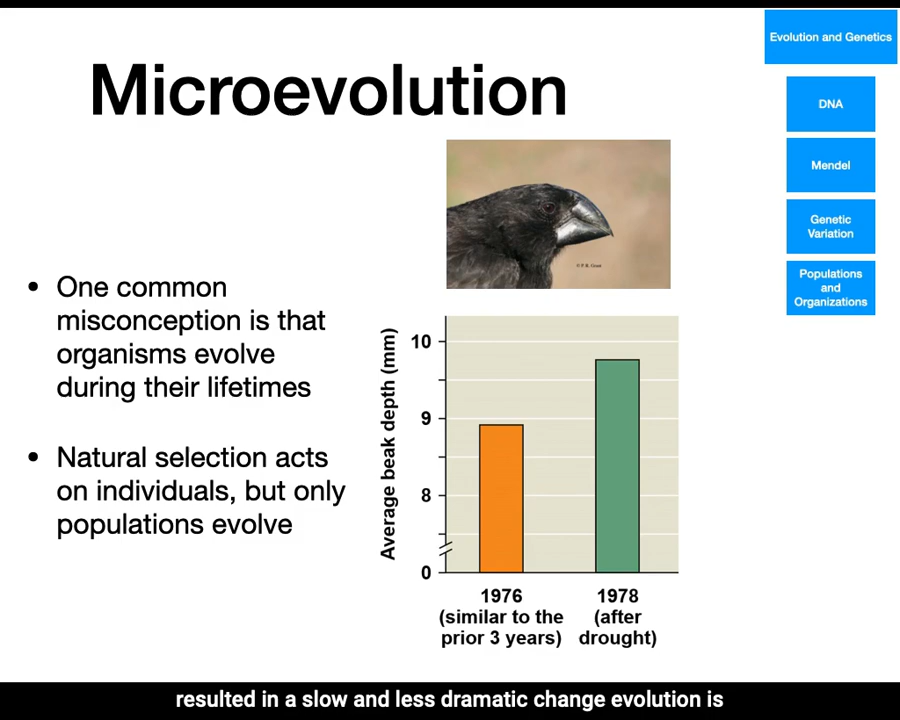 Microevolution
Evolution and Genetics
DNA
Mendel
Genetic
Variation
Populations
and
Organizations
• One common
misconception is that
organisms evolve
during their lifetimes
• Natural selection acts
on individuals, but only
populations evolve
© P. R. Grant
Average beak depth (mm)
10
9
8
0
1976
(similar to the
prior 3 years)
1978
(after
drought)
resulted in a slow and less dramatic change evolution is